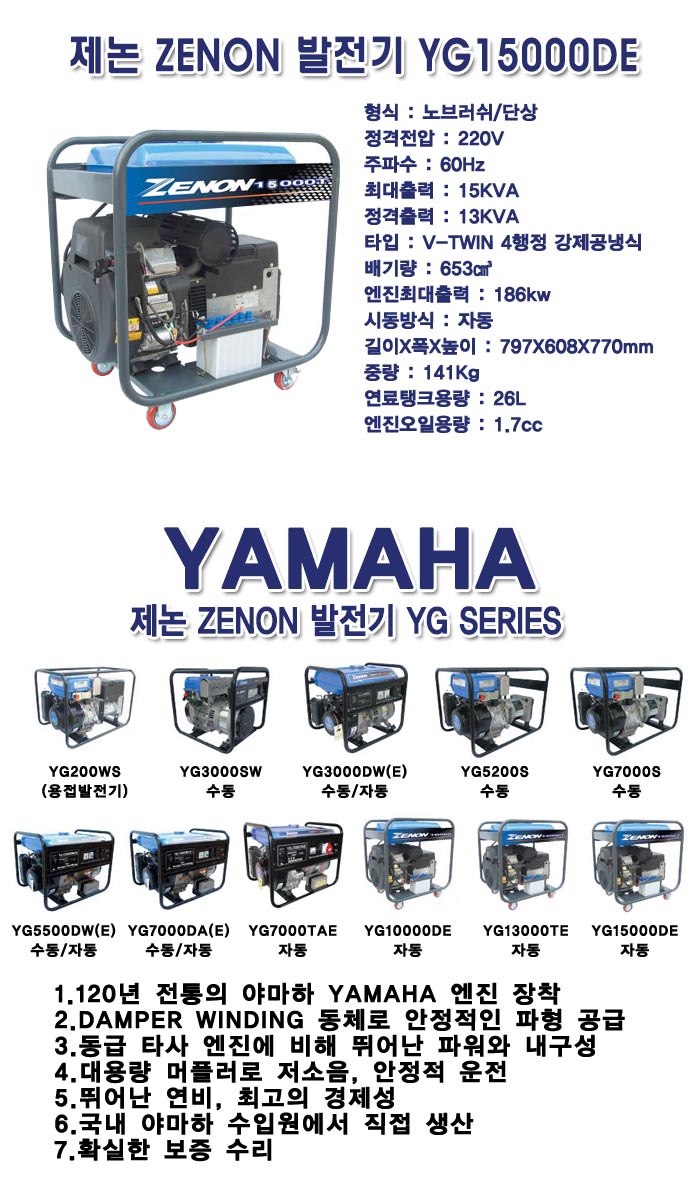 제논 ZENON 발전기 YG15000DE
형식 : 노브러쉬/단상
정격전압 : 220V
주파수 : 60Hz
최대출력 : 15KVA
정격출력 : 13KVA
타입 : V-TWIN 4행정 강제공냉식
배기량 : 653㎤
엔진최대출력 : 186kw
시동방식 : 자동
길이X폭X높이 : 797X608X770mm
중량 : 141Kg
연료탱크용량 : 26L
엔진오일용량 : 1.7cc
ZENON
YAMAHA
제논 ZENON 발전기 YG SERIES
YG200WS
(용접발전기)
YG3000SW
수동
YG3000DW(E)
수동/자동
YG5200S
수동
YG7000S
수동
YG5500DW(E)
수동/자동
YG7000DA(E)
수동/자동
YG7000TAE
자동
YG10000DE
자동
YG13000TE
자동
YG15000DE
자동
1.120년 전통의 야마하 YAMAHA 엔진 장착
2.DAMPER WINDING 동체로 안정적인 파형 공급
3.동급 타사 엔진에 비해 뛰어난 파워와 내구성
4.대용량 머플러로 저소음, 안정적 운전
5.뛰어난 연비, 최고의 경제성
6.국내 야마하 수입원에서 직접 생산
7.확실한 보증 수리